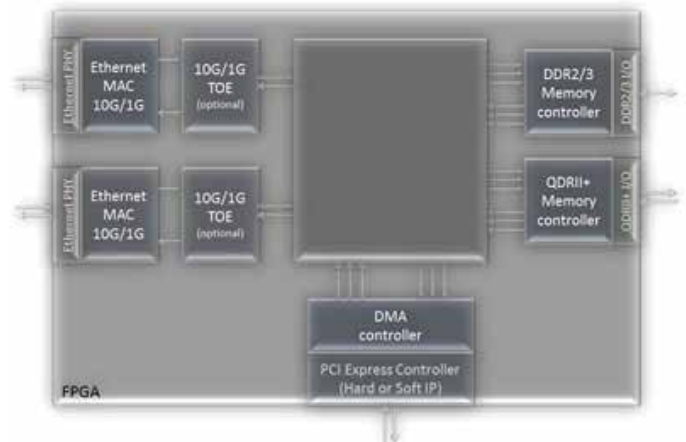 Ethernet PHY
Ethernet
MAC
10G/1G
10G/1G
TOE
(optional)
DDR2/3
Memory
controller
DDR2/3 I/O
Ethernet PHY
Ethernet
MAC
10G/1G
10G/1G
TOE
(optional)
QDRII+
Memory
controller
QDRII+ I/O
DMA
controller
PCI Express Controller
(Hard or Soft IP)
FPGA